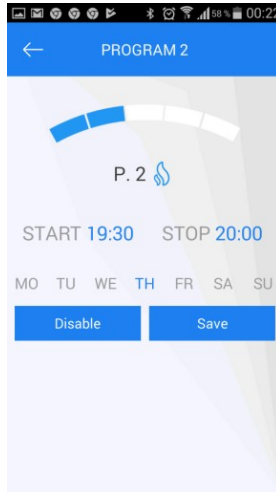 58 % 00:22
PROGRAM 2
P. 2
START 19:30 STOP 20:00
MO TU WE TH FR SA SU
Disable Save